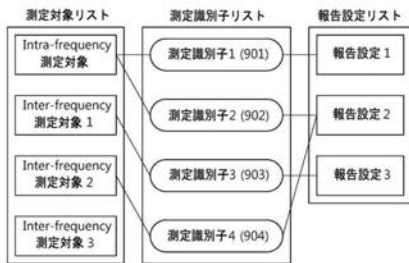 測定対象リスト
測定識別子リスト
報告設定リスト
Intra-frequency
測定対象
測定識別子1 (901)
報告設定 1
Inter-frequency
測定対象 1
測定識別子2 (902)
報告設定 2
Inter-frequency
測定対象 2
測定識別子3 (903)
報告設定 3
Inter-frequency
測定対象 3
測定識別子4 (904)